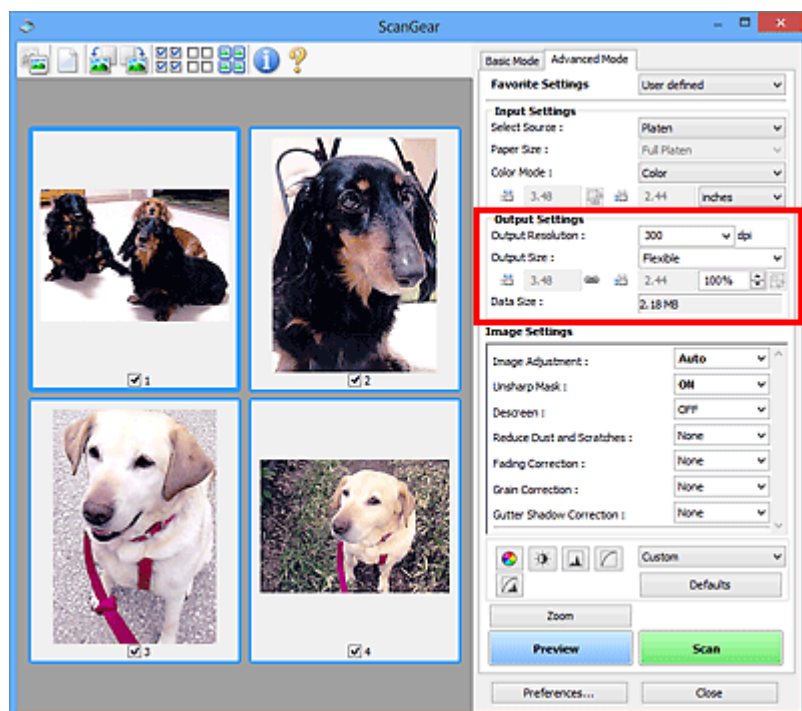 ScanGear
Basic Mode Advanced Mode
Favorite Settings User defined
Input Settings
Select Source : Platen
Paper Size : Full Platen
Color Mode : Color
3.48 2.44 inches
Output Settings
Output Resolution : 300 dpi
Output Size : Flexible
3.48 2.44 100%
Data Size : 2.18 MB
Image Settings
Image Adjustment : Auto
Unsharp Mask : ON
Descreen : OFF
Reduce Dust and Scratches : None
Fading Correction : None
Grain Correction : None
Gutter Shadow Correction : None
Custom
Defaults
Zoom
Preview Scan
Preferences... Close
1
2
3
4